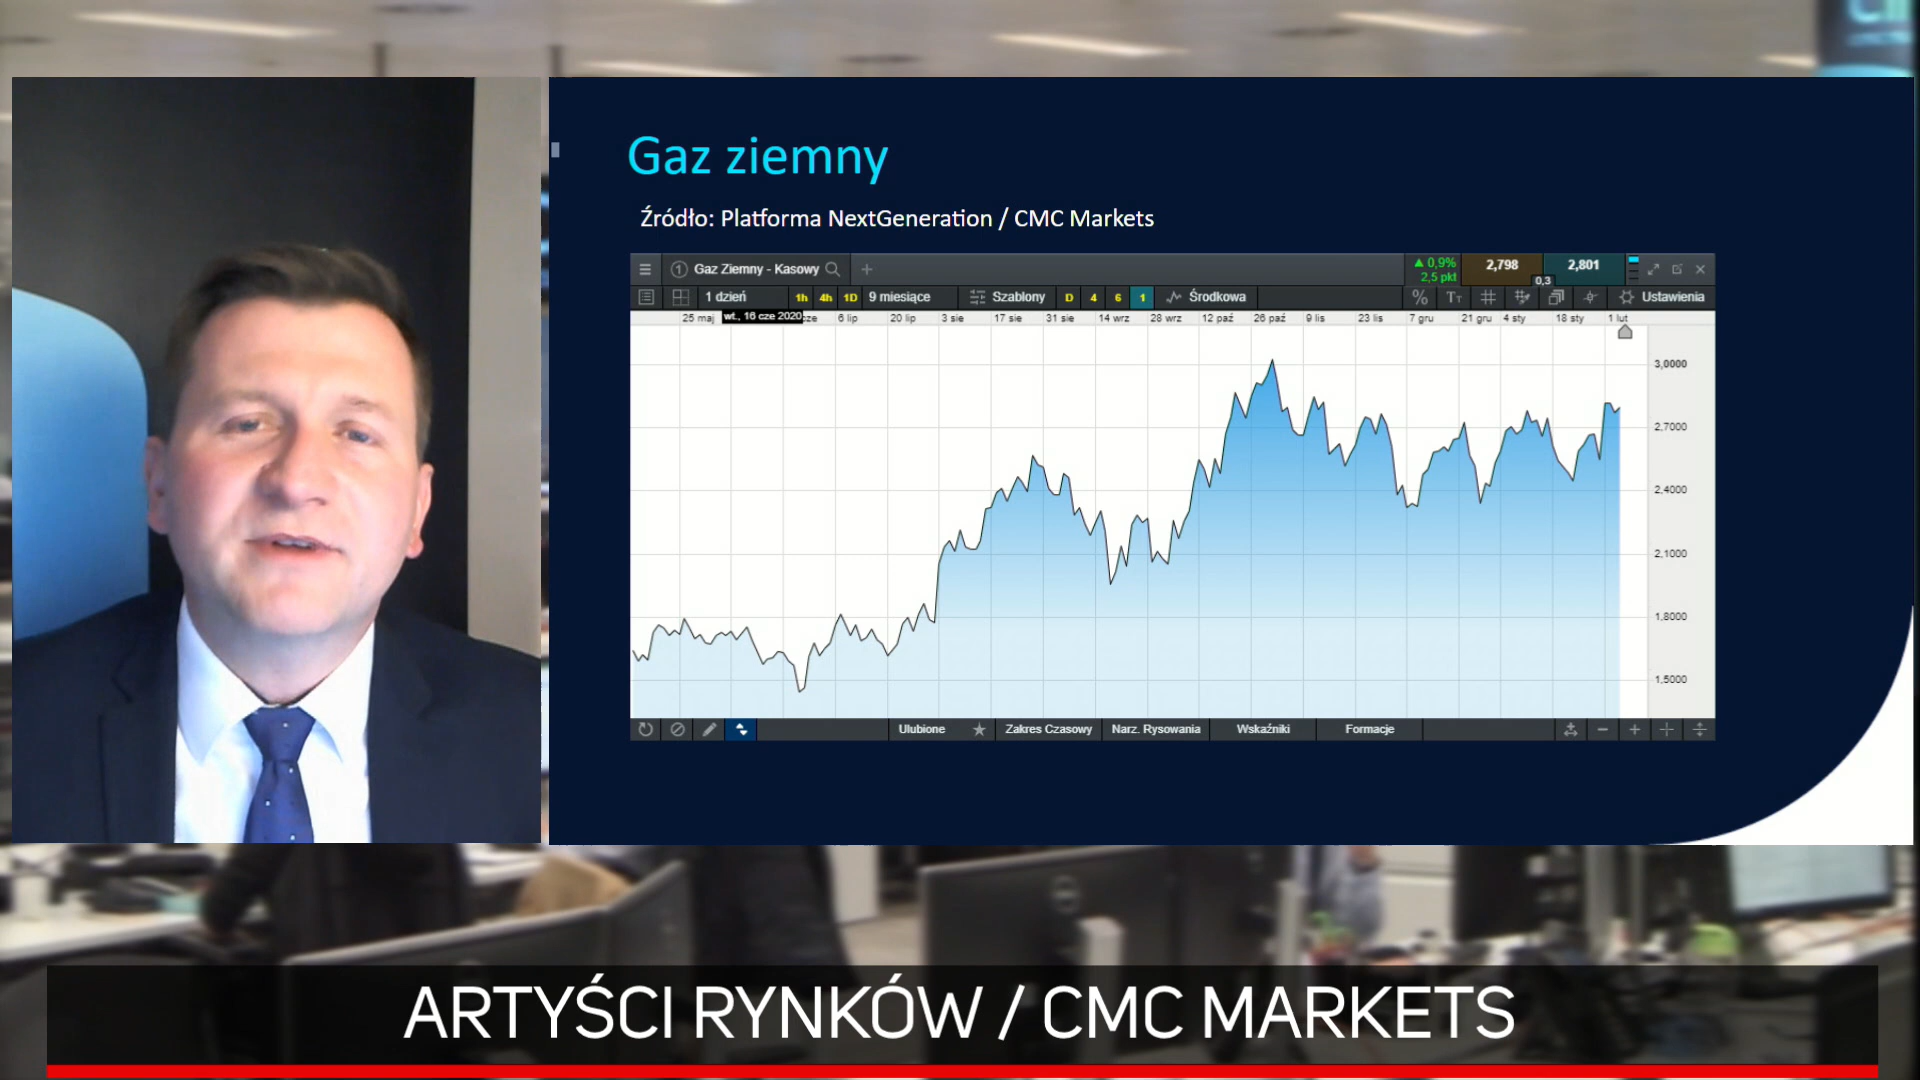 Gaz ziemny
Źródło: Platforma NextGeneration / CMC Markets
1 Gaz Ziemny - Kasowy
0,9%
2,5 pkt
2,798
0,3
2,801
1 dzień 1h 4h 1D 9 miesiące Szablony D 4 6 1 Środkowa % TT Ustawienia
25 maj wt., 16 cze 2020 cze 6 lip 20 lip 3 sie 17 sie 31 sie 14 wrz 28 wrz 12 paź 26 paź 9 lis 23 lis 7 gru 21 gru 4 sty 18 sty 1 lut
3,0000
2,7000
2,4000
2,1000
1,8000
1,5000
Ulubione Zakres Czasowy Narz. Rysowania Wskaźniki Formacje
ARTYŚCI RYNKÓW / CMC MARKETS